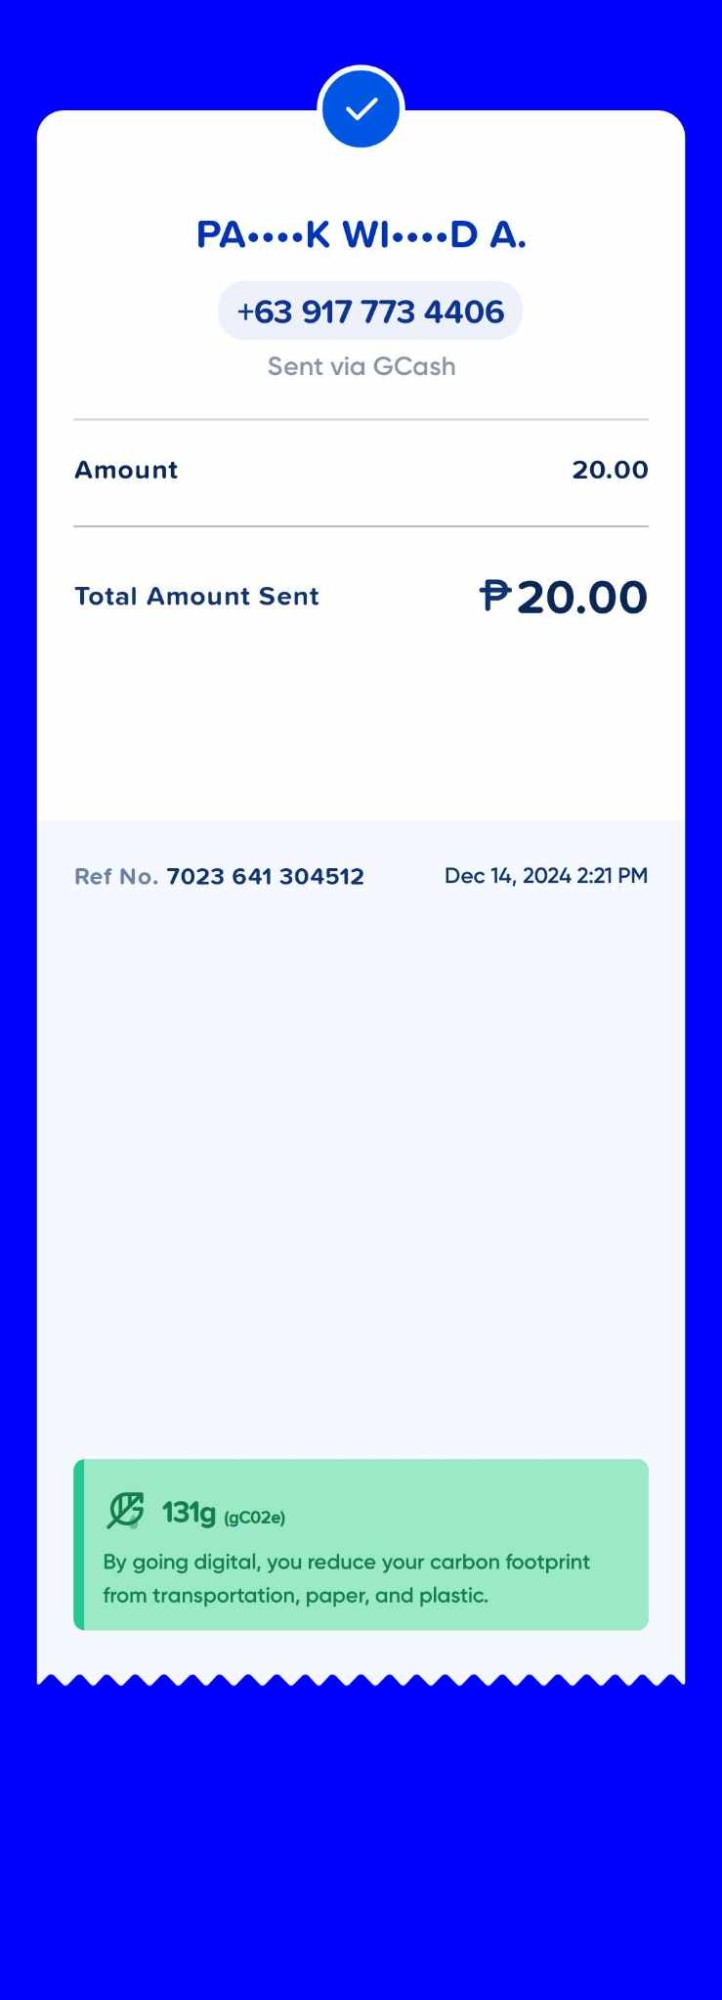 PA••••K WI••••D A.
+63 917 773 4406
Sent via GCash
Amount 20.00
Total Amount Sent ₱20.00
Ref No. 7023 641 304512 Dec 14, 2024 2:21 PM
131g (gC02e)
By going digital, you reduce your carbon footprint
from transportation, paper, and plastic.